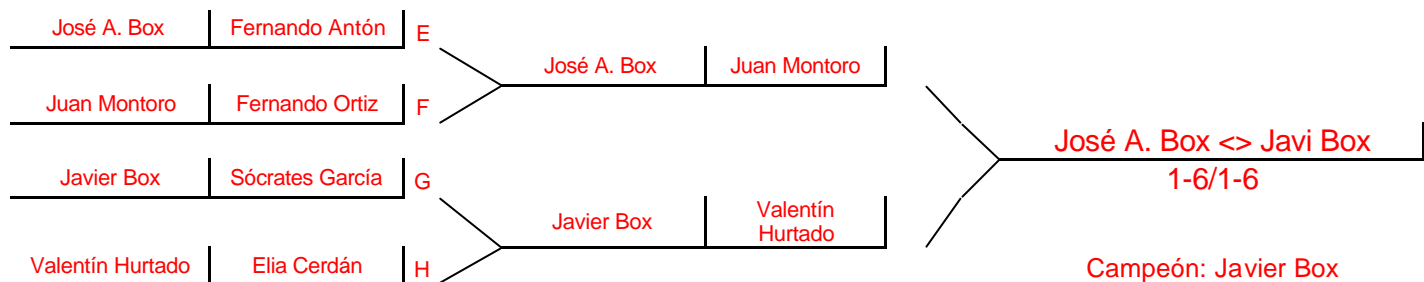 José A. Box Fernando Antón E
José A. Box Juan Montoro
Juan Montoro Fernando Ortiz F
José A. Box <> Javi Box
1-6/1-6
Javier Box Sócrates García G
Javier Box Valentín
Hurtado
Valentín Hurtado Elia Cerdán H
Campeón: Javier Box